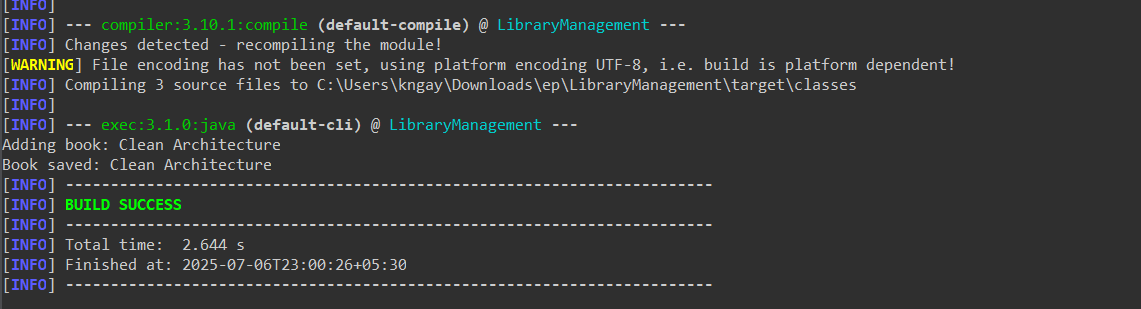 [INFO]
[INFO] --- compiler:3.10.1:compile (default-compile) @ LibraryManagement ---
[INFO] Changes detected - recompiling the module!
[WARNING] File encoding has not been set, using platform encoding UTF-8, i.e. build is platform dependent!
[INFO] Compiling 3 source files to C:\Users\kngay\Downloads\ep\LibraryManagement\target\classes
[INFO]
[INFO] --- exec:3.1.0:java (default-cli) @ LibraryManagement ---
Adding book: Clean Architecture
Book saved: Clean Architecture
[INFO] ------------------------------------------------------------------------
[INFO] BUILD SUCCESS
[INFO] ------------------------------------------------------------------------
[INFO] Total time:  2.644 s
[INFO] Finished at: 2025-07-06T23:00:26+05:30
[INFO] ------------------------------------------------------------------------